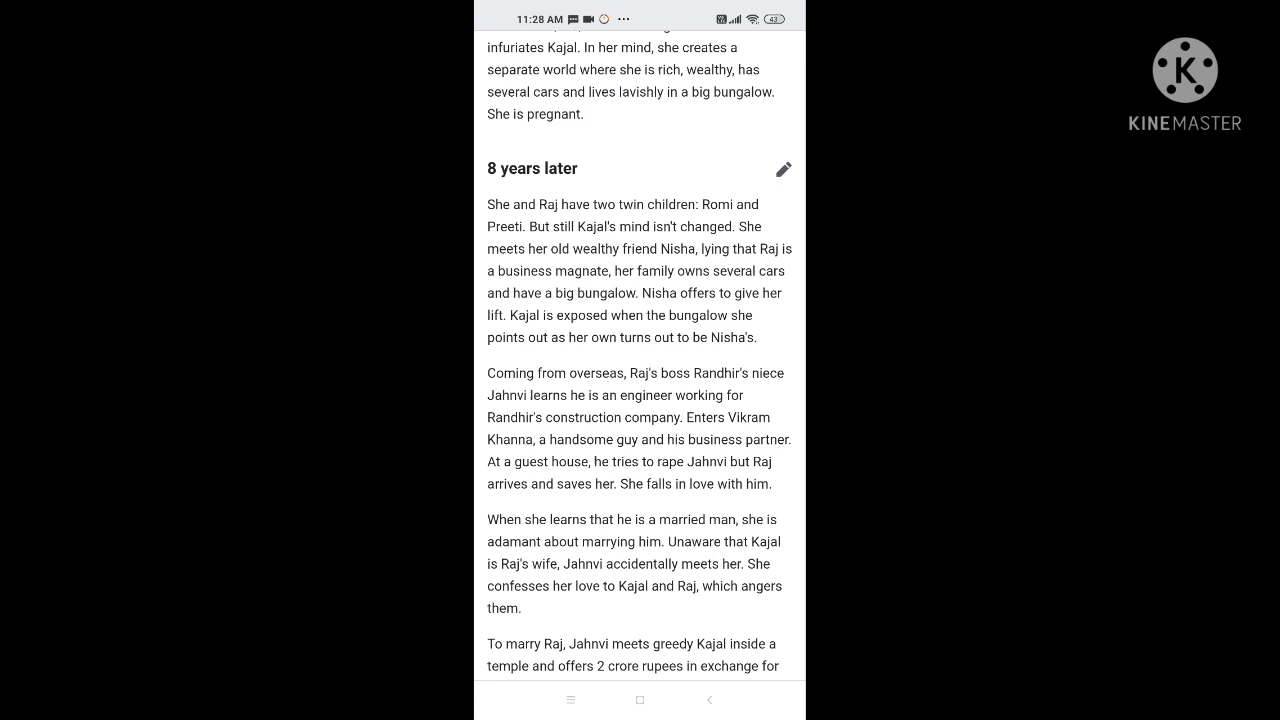 11:28 AM
43
infuriates Kajal. In her mind, she creates a
separate world where she is rich, wealthy, has
several cars and lives lavishly in a big bungalow.
She is pregnant.
8 years later
She and Raj have two twin children: Romi and
Preeti. But still Kajal's mind isn't changed. She
meets her old wealthy friend Nisha, lying that Raj is
a business magnate, her family owns several cars
and have a big bungalow. Nisha offers to give her
lift. Kajal is exposed when the bungalow she
points out as her own turns out to be Nisha's.
Coming from overseas, Raj's boss Randhir's niece
Jahnvi learns he is an engineer working for
Randhir's construction company. Enters Vikram
Khanna, a handsome guy and his business partner.
At a guest house, he tries to rape Jahnvi but Raj
arrives and saves her. She falls in love with him.
When she learns that he is a married man, she is
adamant about marrying him. Unaware that Kajal
is Raj's wife, Jahnvi accidentally meets her. She
confesses her love to Kajal and Raj, which angers
them.
To marry Raj, Jahnvi meets greedy Kajal inside a
temple and offers 2 crore rupees in exchange for
K
KINEMASTER